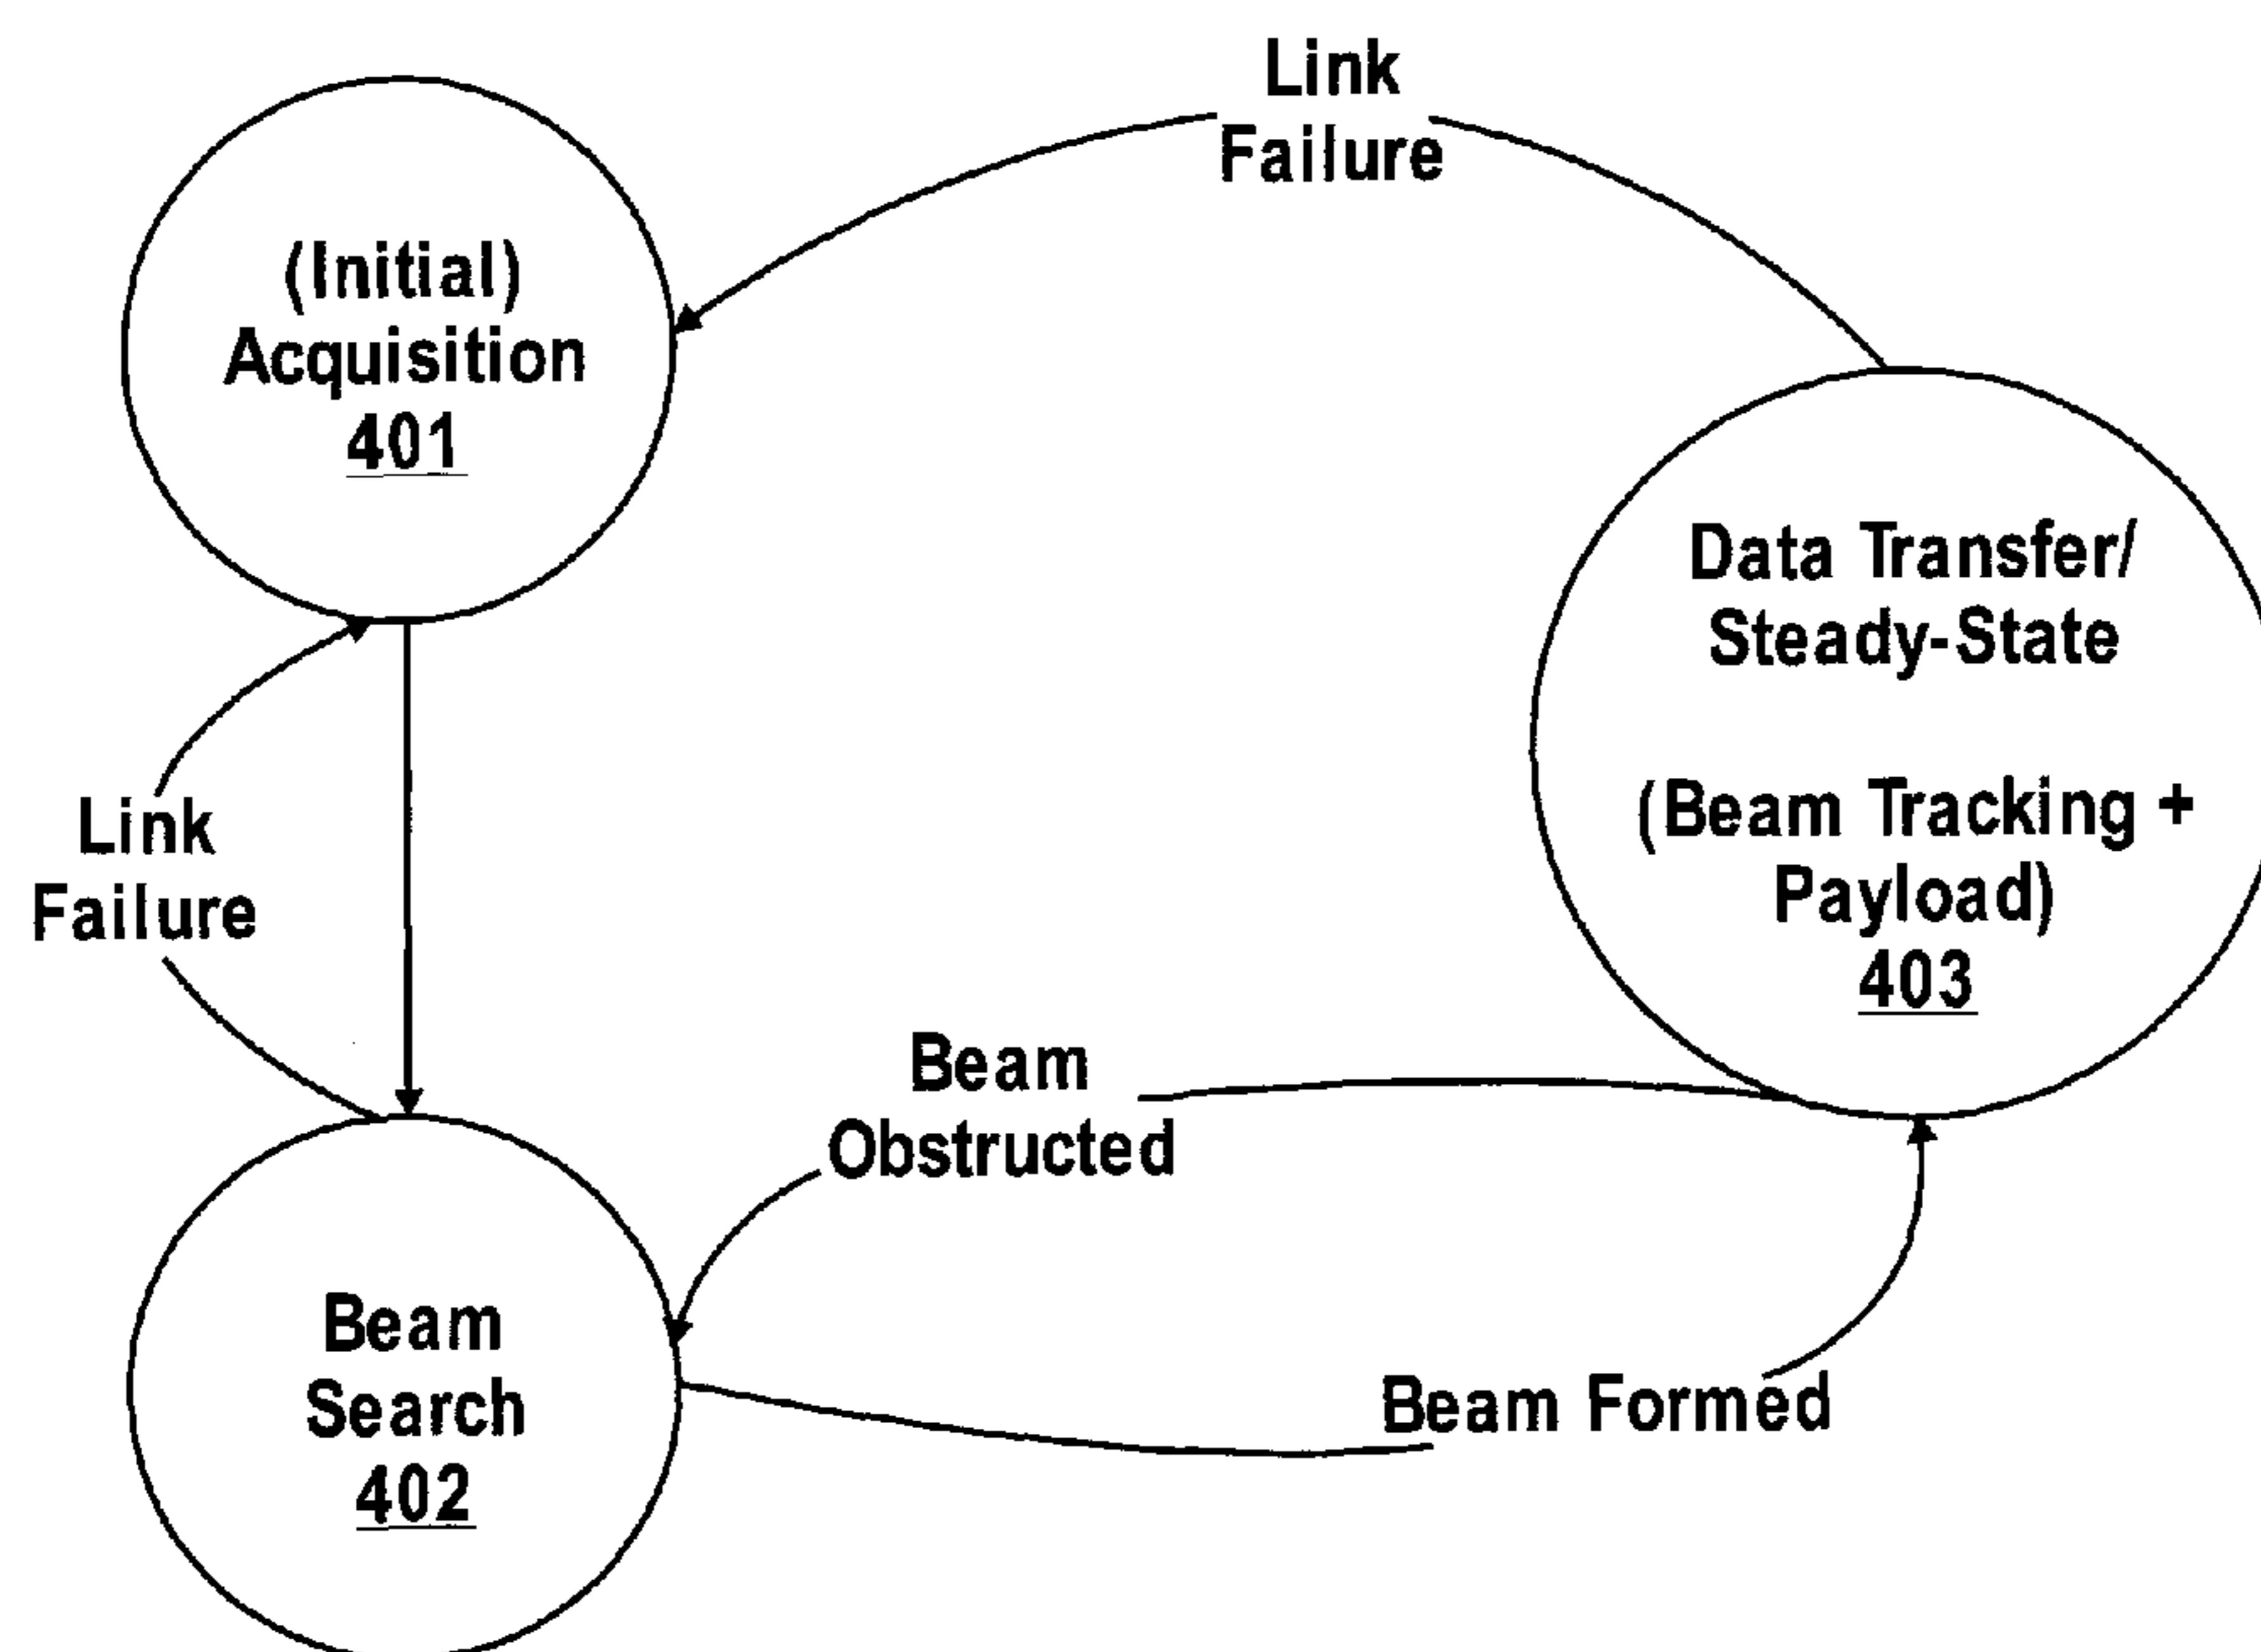 Link
Failure
(Initial)
Acquisition
401
Data Transfer/
Steady-State
(Beam Tracking +
Payload)
403
Link
Failure
Beam
Obstructed
Beam
Search
402
Beam Formed